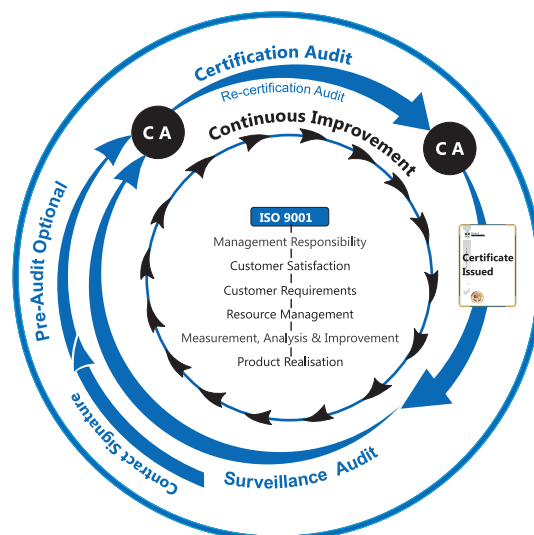 Certification Audit
Re-certification Audit
Continuous Improvement
C A
C A
Pre-Audit Optional
Contract Signature
Surveillance Audit
Certificate
Issued
ISO 9001
Management Responsibility
Customer Satisfaction
Customer Requirements
Resource Management
Measurement, Analysis & Improvement
Product Realisation